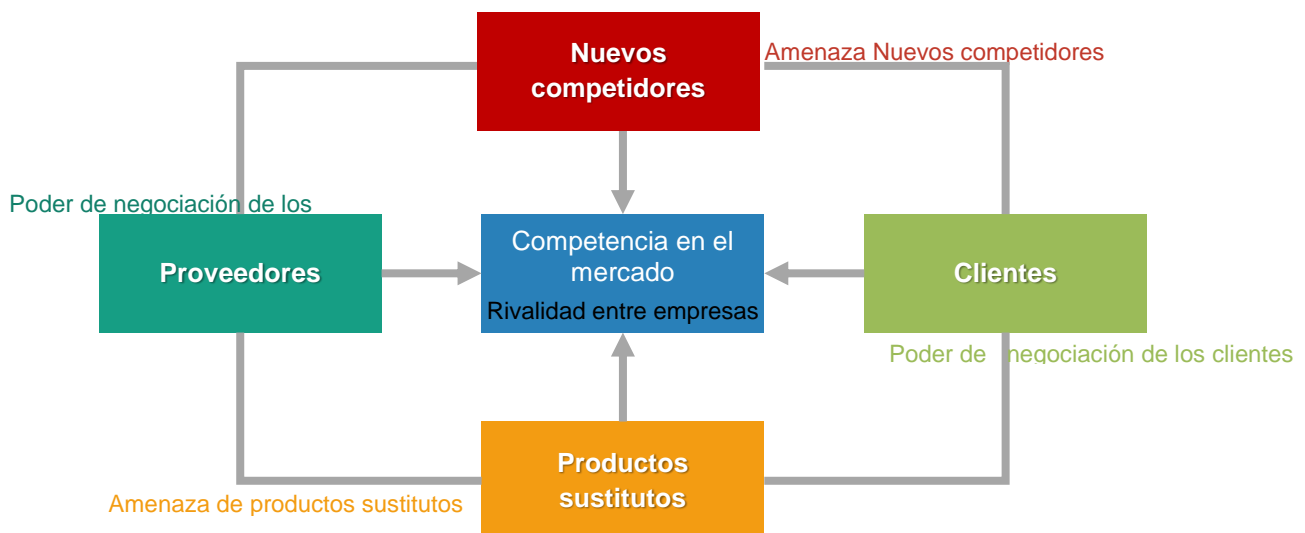 Nuevos
competidores
Amenaza Nuevos competidores
Poder de negociación de los
Proveedores
Competencia en el
mercado
Rivalidad entre empresas
Clientes
Poder de negociación de los clientes
Productos
sustitutos
Amenaza de productos sustitutos